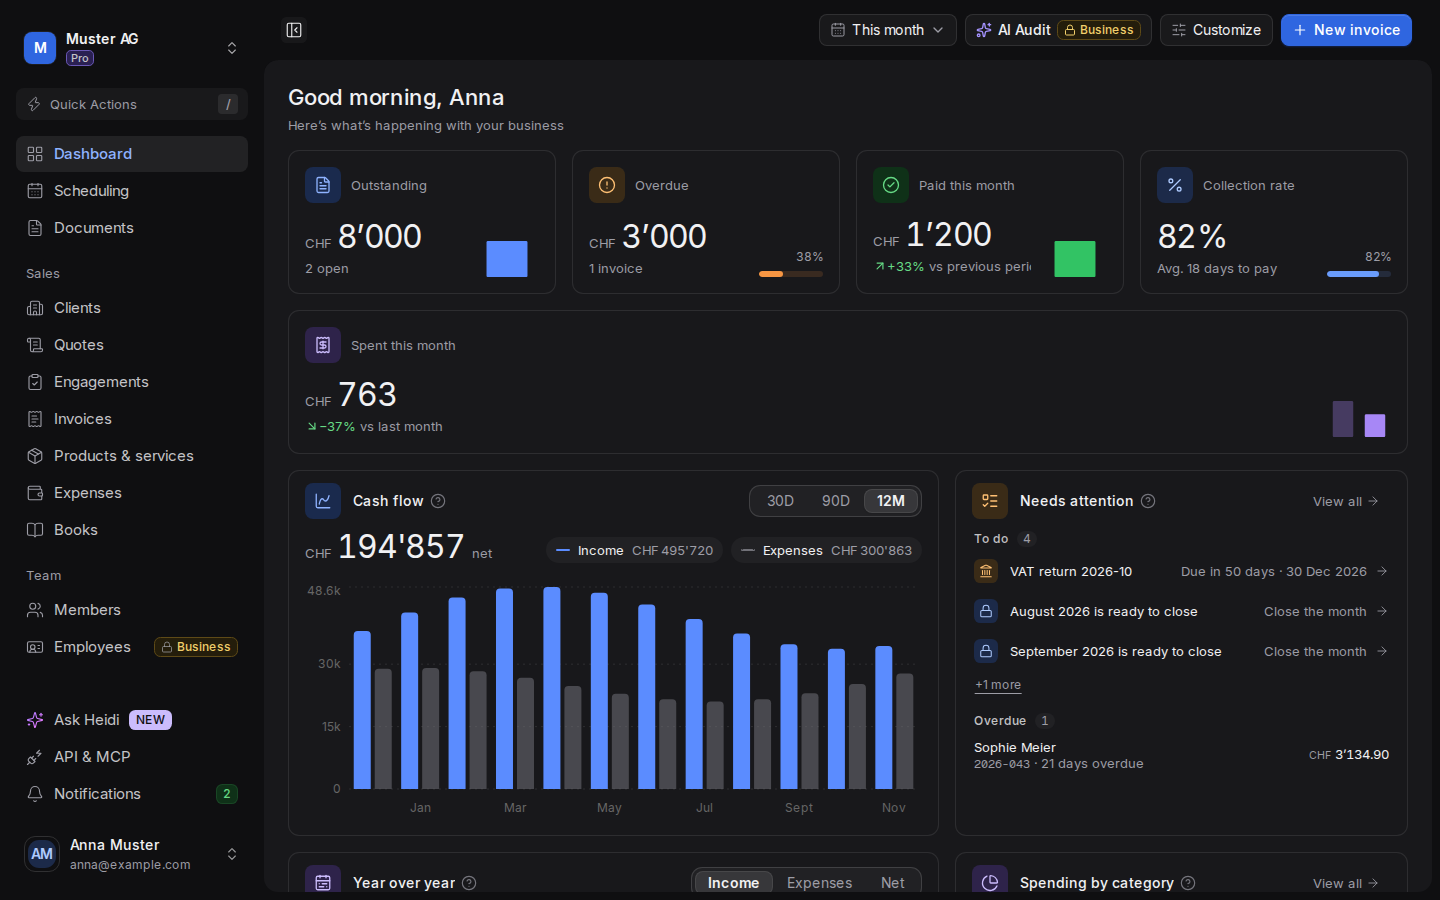 M
Muster AG
Pro
Quick Actions
/
Dashboard
Scheduling
Documents
Sales
Clients
Quotes
Engagements
Invoices
Products & services
Expenses
Books
Team
Members
Employees
Business
Ask Heidi
NEW
API & MCP
Notifications
2
AM
Anna Muster
anna@example.com
This month
AI Audit
Business
Customize
New invoice
Good morning, Anna
Here’s what’s happening with your business
Outstanding
CHF 8’000
2 open
Overdue
CHF 3’000
1 invoice
38%
Paid this month
CHF 1’200
+33% vs previous peri
Collection rate
82%
Avg. 18 days to pay
82%
Spent this month
CHF 763
−37% vs last month
Cash flow
30D
90D
12M
CHF 194'857 net
Income CHF 495'720
Expenses CHF 300'863
48.6k
30k
15k
0
Jan
Mar
May
Jul
Sept
Nov
Needs attention
View all
To do 4
VAT return 2026-10
Due in 50 days · 30 Dec 2026
August 2026 is ready to close
Close the month
September 2026 is ready to close
Close the month
+1 more
Overdue 1
Sophie Meier
2026-043 · 21 days overdue
CHF 3’134.90
Year over year
Income
Expenses
Net
Spending by category
View all